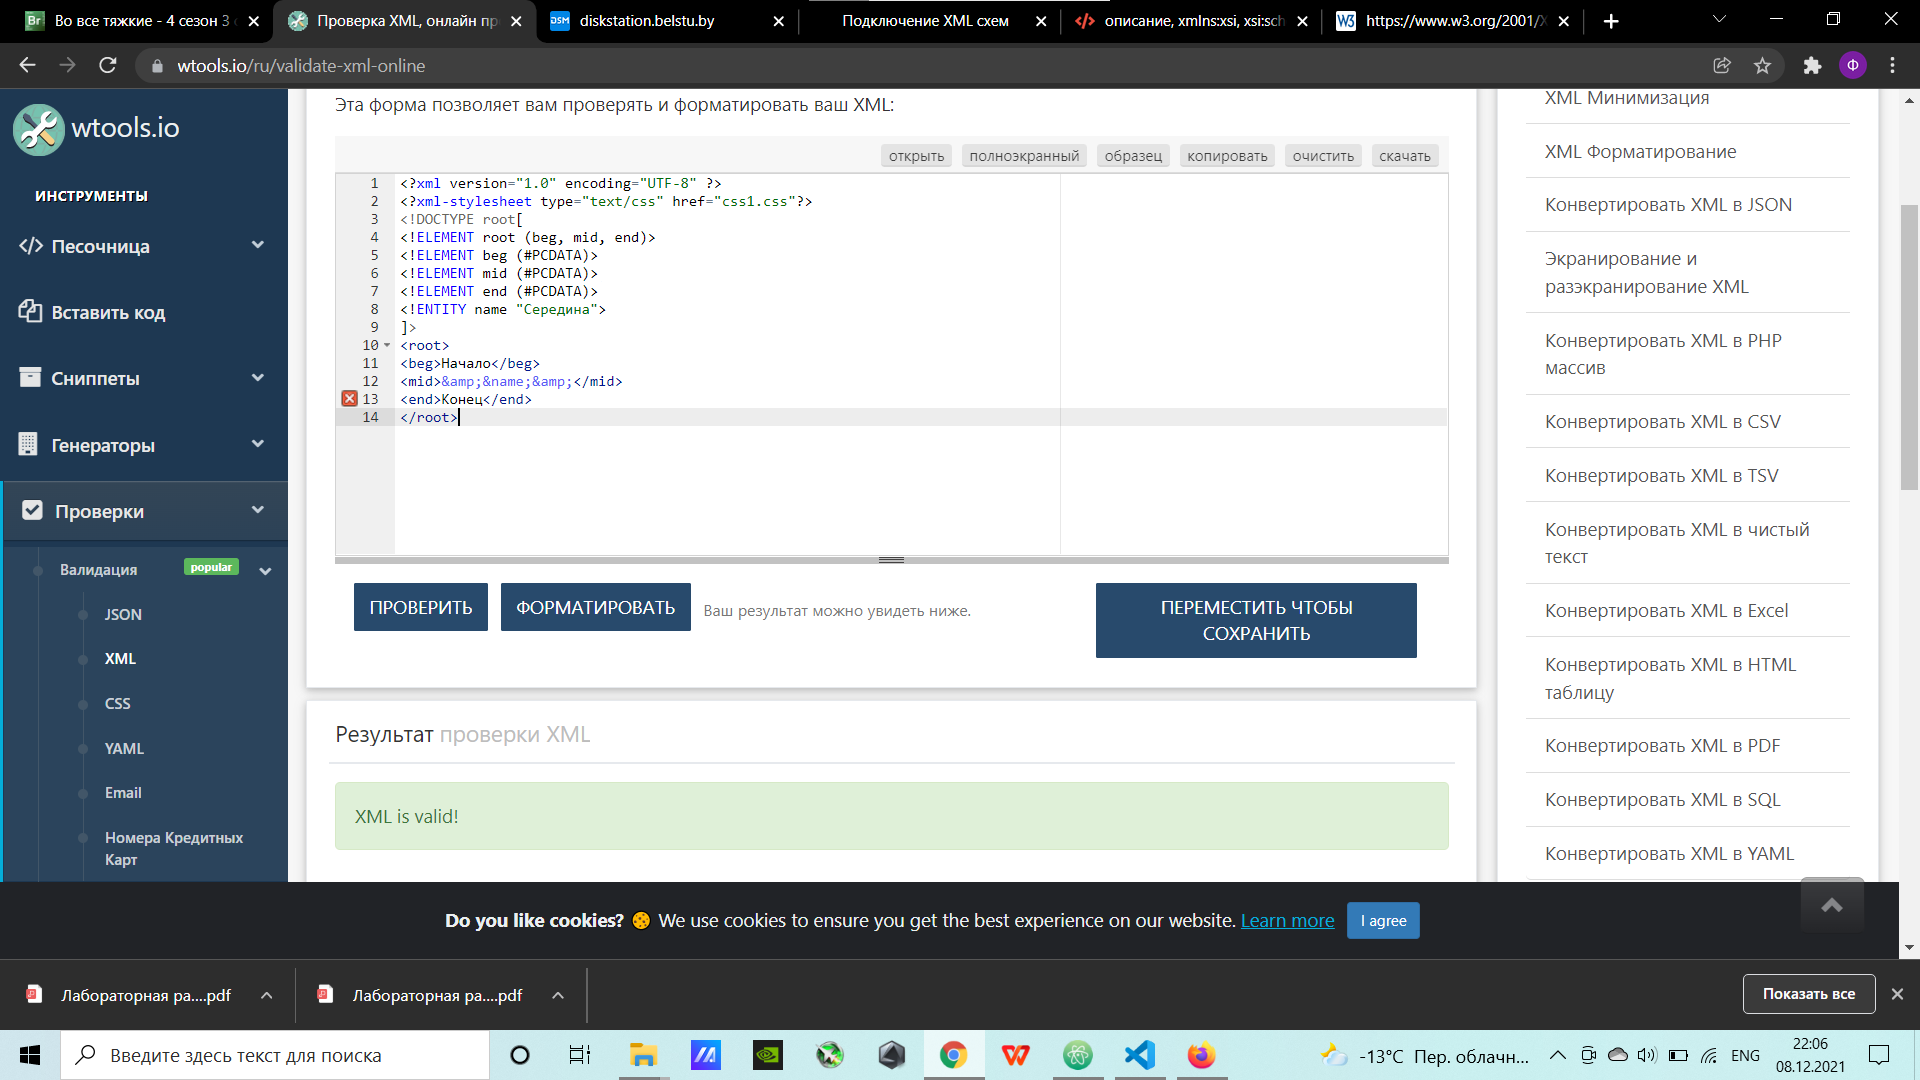 Во все тяжкие - 4 сезон 3
Проверка XML, онлайн пр
diskstation.belstu.by
Подключение XML схем
описание, xmlns:xsi, xsi:sch
https://www.w3.org/2001/X
wtools.io/ru/validate-xml-online
Ф
wtools.io
ИНСТРУМЕНТЫ
Песочница
Вставить код
Сниппеты
Генераторы
Проверки
Валидация
popular
JSON
XML
CSS
YAML
Email
Номера Кредитных
Карт
Эта форма позволяет вам проверять и форматировать ваш XML:
открыть
полноэкранный
образец
копировать
очистить
скачать
1 <?xml version="1.0" encoding="UTF-8" ?>
2 <?xml-stylesheet type="text/css" href="css1.css"?>
3 <!DOCTYPE root[
4 <!ELEMENT root (beg, mid, end)>
5 <!ELEMENT beg (#PCDATA)>
6 <!ELEMENT mid (#PCDATA)>
7 <!ELEMENT end (#PCDATA)>
8 <!ENTITY name "Середина">
9 ]>
10 <root>
11 <beg>Начало</beg>
12 <mid>&amp;&name;&amp;</mid>
13 <end>Конец</end>
14 </root>
ПРОВЕРИТЬ
ФОРМАТИРОВАТЬ
Ваш результат можно увидеть ниже.
ПЕРЕМЕСТИТЬ ЧТОБЫ
СОХРАНИТЬ
Результат проверки XML
XML is valid!
XML Минимизация
XML Форматирование
Конвертировать XML в JSON
Экранирование и
разэкранирование XML
Конвертировать XML в PHP
массив
Конвертировать XML в CSV
Конвертировать XML в TSV
Конвертировать XML в чистый
текст
Конвертировать XML в Excel
Конвертировать XML в HTML
таблицу
Конвертировать XML в PDF
Конвертировать XML в SQL
Конвертировать XML в YAML
Do you like cookies? 🍪 We use cookies to ensure you get the best experience on our website. Learn more
I agree
Лабораторная ра....pdf
Лабораторная ра....pdf
Показать все
Введите здесь текст для поиска
-13°C Пер. облачн...
ENG
22:06
08.12.2021